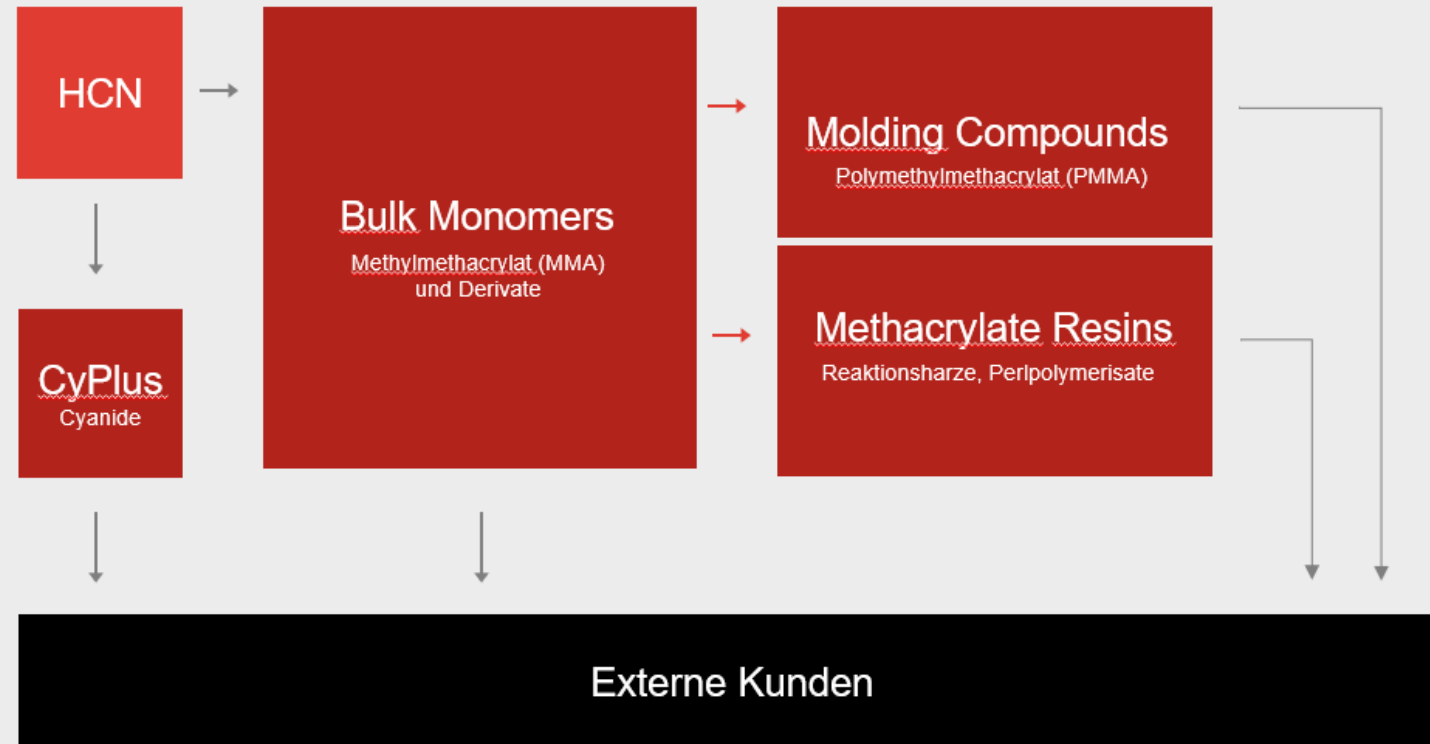 HCN
CyPlus
Cyanide
Bulk Monomers
Methylmethacrylat (MMA)
und Derivate
Molding Compounds
Polymethylmethacrylat (PMMA)
Methacrylate Resins
Reaktionsharze, Perlpolymerisate
Externe Kunden